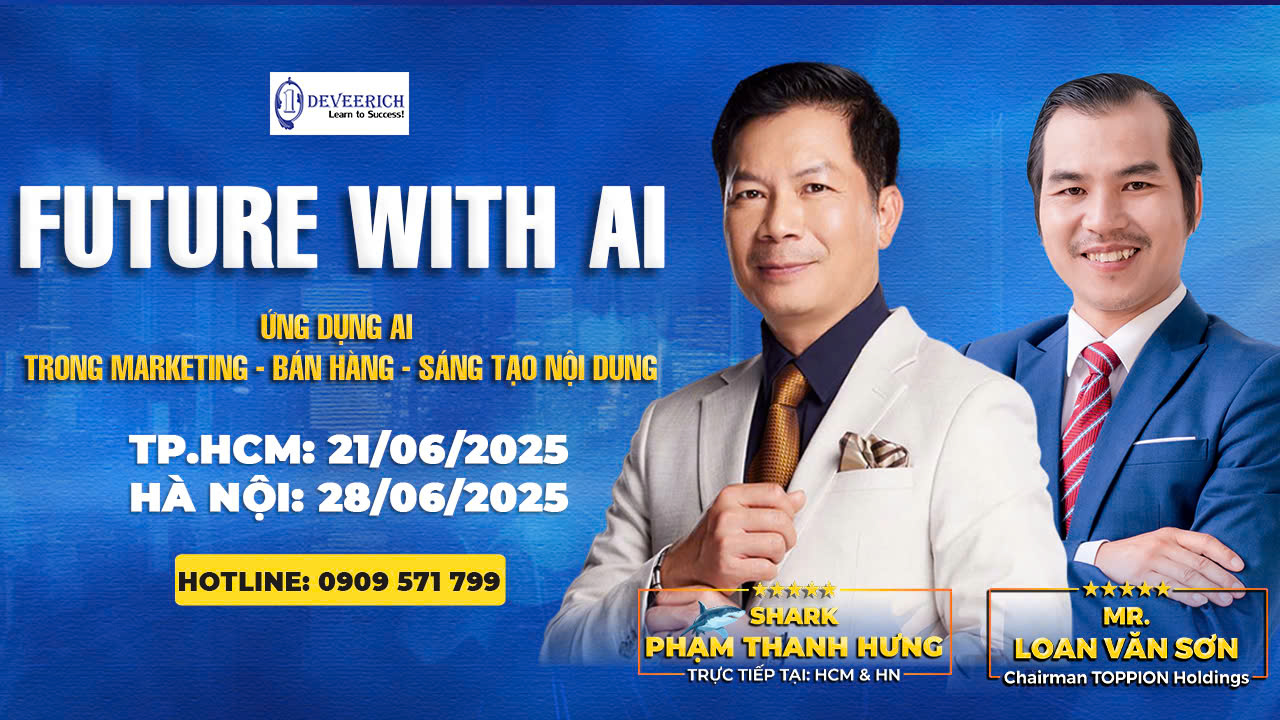 DEVEERICH
Learn to Success!
FUTURE WITH AI
ỨNG DỤNG AI
TRONG MARKETING - BÁN HÀNG - SÁNG TẠO NỘI DUNG
TP.HCM: 21/06/2025
HÀ NỘI: 28/06/2025
HOTLINE: 0909 571 799
SHARK
PHẠM THANH HƯNG
TRỰC TIẾP TẠI: HCM & HN
MR.
LOAN VĂN SƠN
Chairman TOPPION Holdings